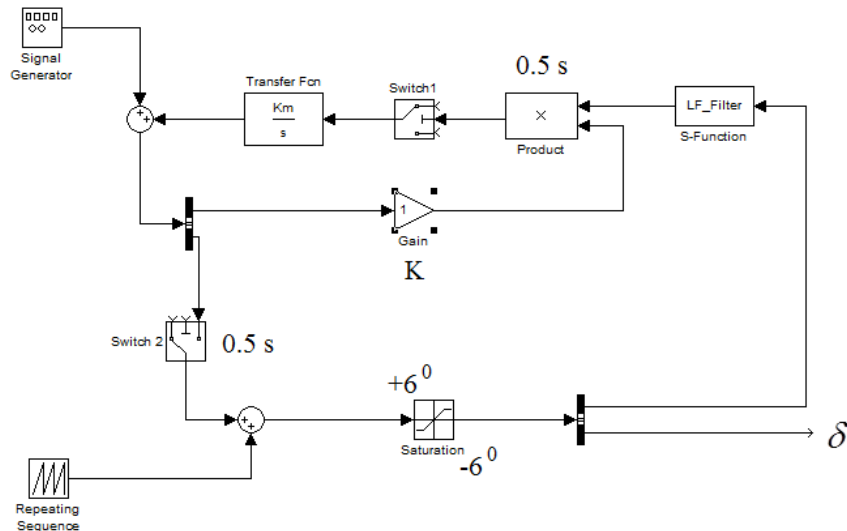 Signal
Generator
Transfer Fcn
Km
s
Switch1
0.5 s
×
Product
LF_Filter
S-Function
1
Gain
K
Switch 2
0.5 s
+6⁰
Saturation
-6⁰
δ
Repeating
Sequence
++
++